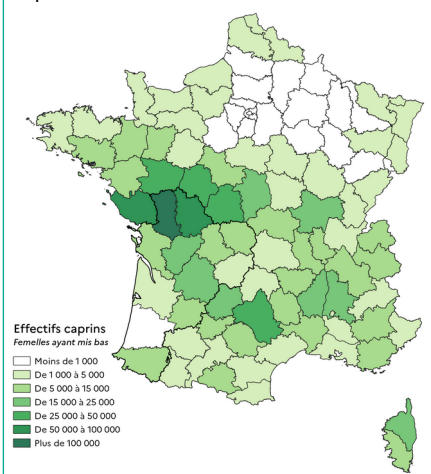 Effectifs caprins
Femelles ayant mis bas
Moins de 1 000
De 1 000 à 5 000
De 5 000 à 15 000
De 15 000 à 25 000
De 25 000 à 50 000
De 50 000 à 100 000
Plus de 100 000